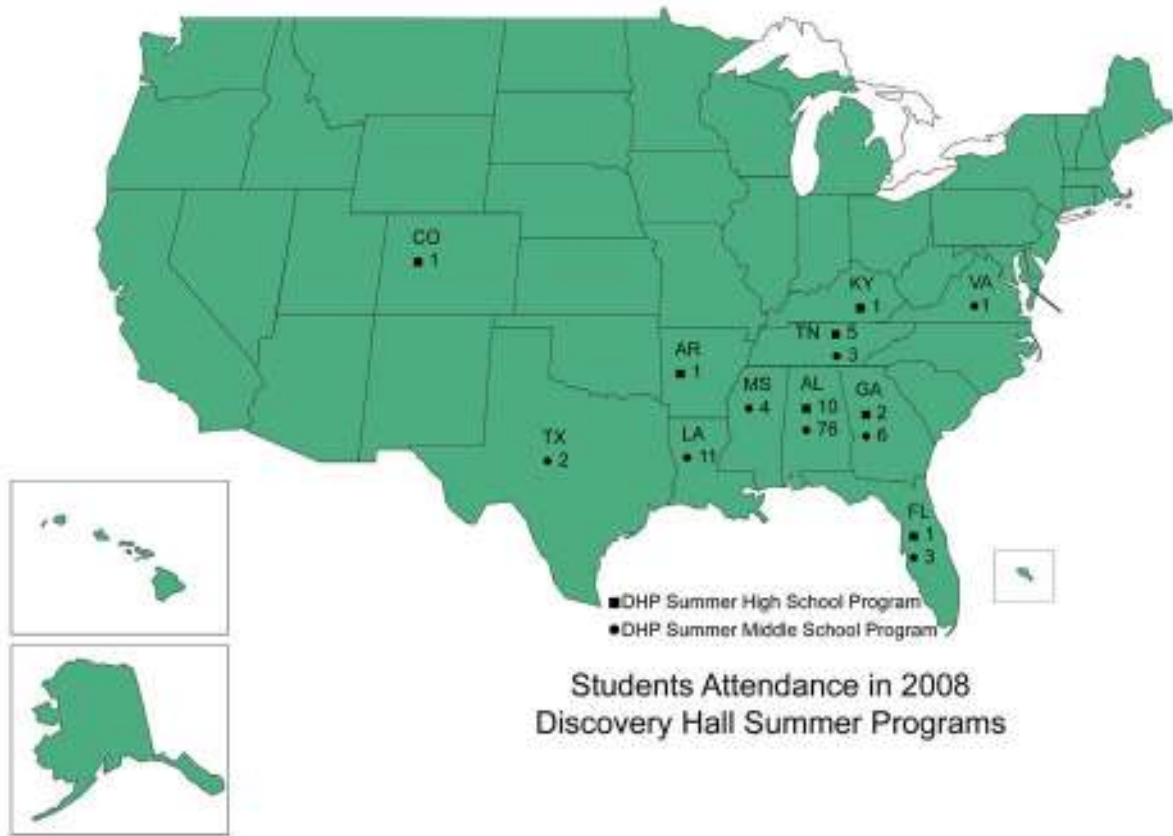 CO
■ 1
KY
■ 1
VA
● 1
TN ■ 5
● 3
AR
■ 1
MS
● 4
AL
■ 10
● 76
GA
■ 2
● 6
TX
● 2
LA
● 11
FL
■ 1
● 3
■ DHP Summer High School Program
● DHP Summer Middle School Program
Students Attendance in 2008
Discovery Hall Summer Programs